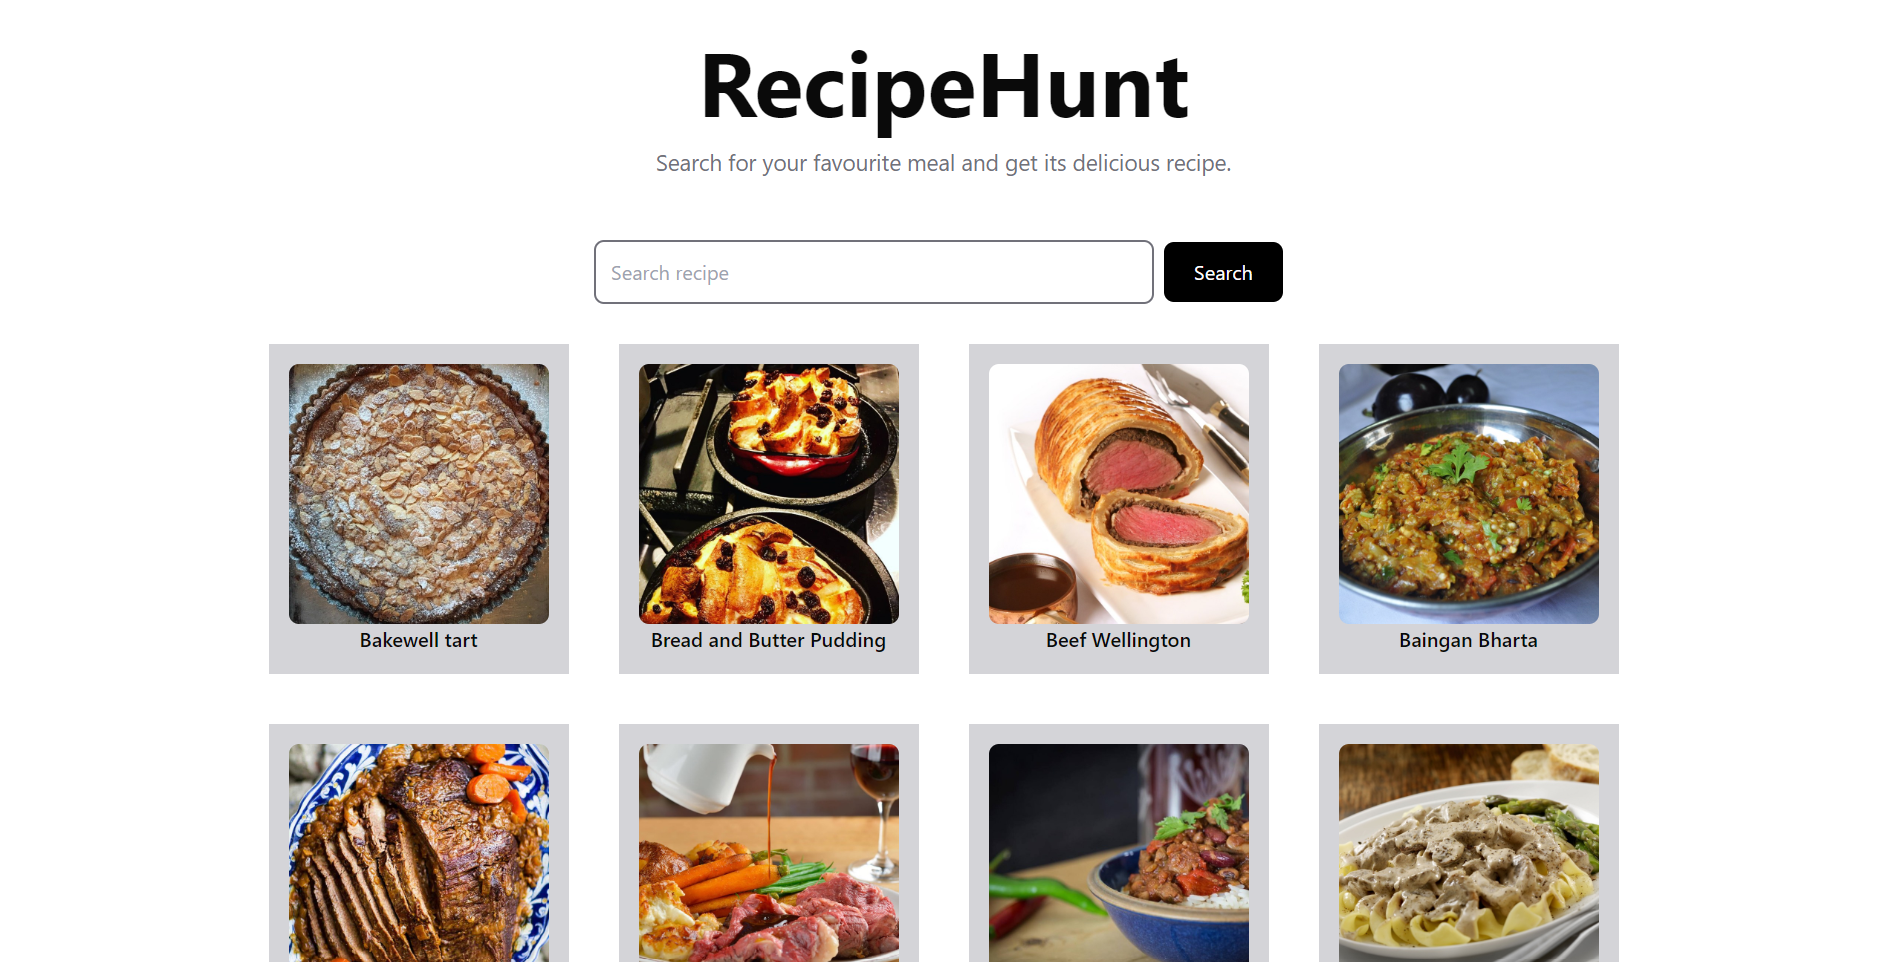 RecipeHunt
Search for your favourite meal and get its delicious recipe.
Search recipe
Search
Bakewell tart
Bread and Butter Pudding
Beef Wellington
Baingan Bharta